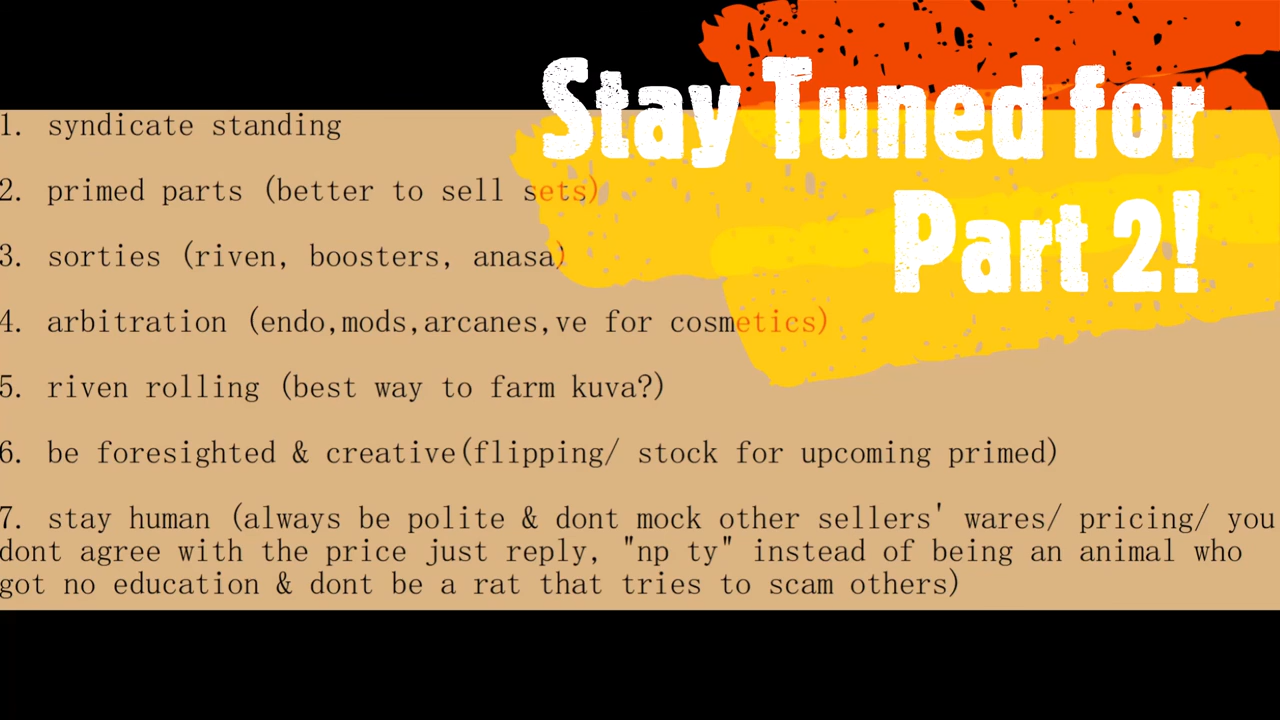 Stay Tuned for
Part 2!
1. syndicate standing
2. primed parts (better to sell sets)
3. sorties (riven, boosters, anasa)
4. arbitration (endo,mods,arcanes,ve for cosmetics)
5. riven rolling (best way to farm kuva?)
6. be foresighted & creative(flipping/ stock for upcoming primed)
7. stay human (always be polite & dont mock other sellers' wares/ pricing/ you
dont agree with the price just reply, "np ty" instead of being an animal who
got no education & dont be a rat that tries to scam others)